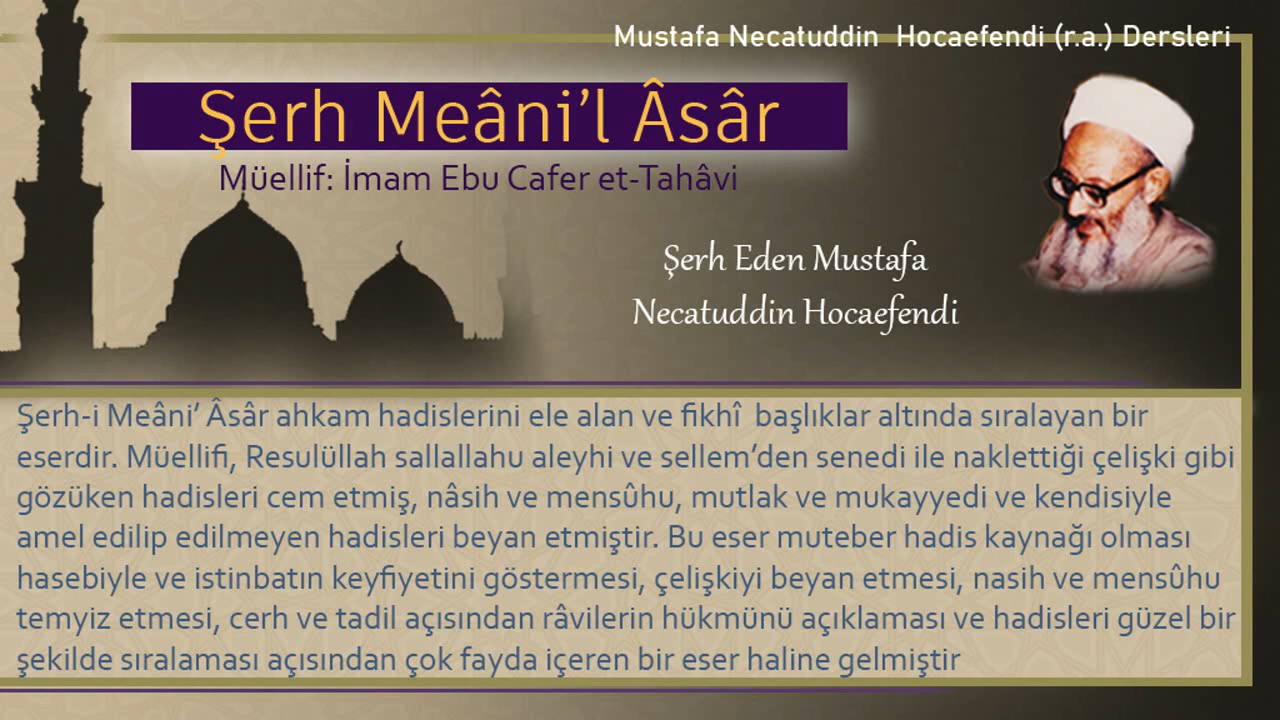 Mustafa Necatuddin Hocaefendi (r.a.) Dersleri
Şerh Meâni’l Âsâr
Müellif: İmam Ebu Cafer et-Tahâvi
Şerh Eden Mustafa
Necatuddin Hocaefendi
Şerh-i Meâni’ Âsâr ahkam hadislerini ele alan ve fikhî başlıklar altında sıralayan bir
eserdir. Müellifi, Resulüllah sallallahu aleyhi ve sellem’den senedi ile naklettiği çelişki gibi
gözüken hadisleri cem etmiş, nâsih ve mensûhu, mutlak ve mukayyedi ve kendisiyle
amel edilip edilmeyen hadisleri beyan etmiştir. Bu eser muteber hadis kaynağı olması
hasebiyle ve istinbatın keyfiyetini göstermesi, çelişkiyi beyan etmesi, nasih ve mensûhu
temyiz etmesi, cerh ve tadil açısından râvilerin hükmünü açıklaması ve hadisleri güzel bir
şekilde sıralaması açısından çok fayda içeren bir eser haline gelmiştir